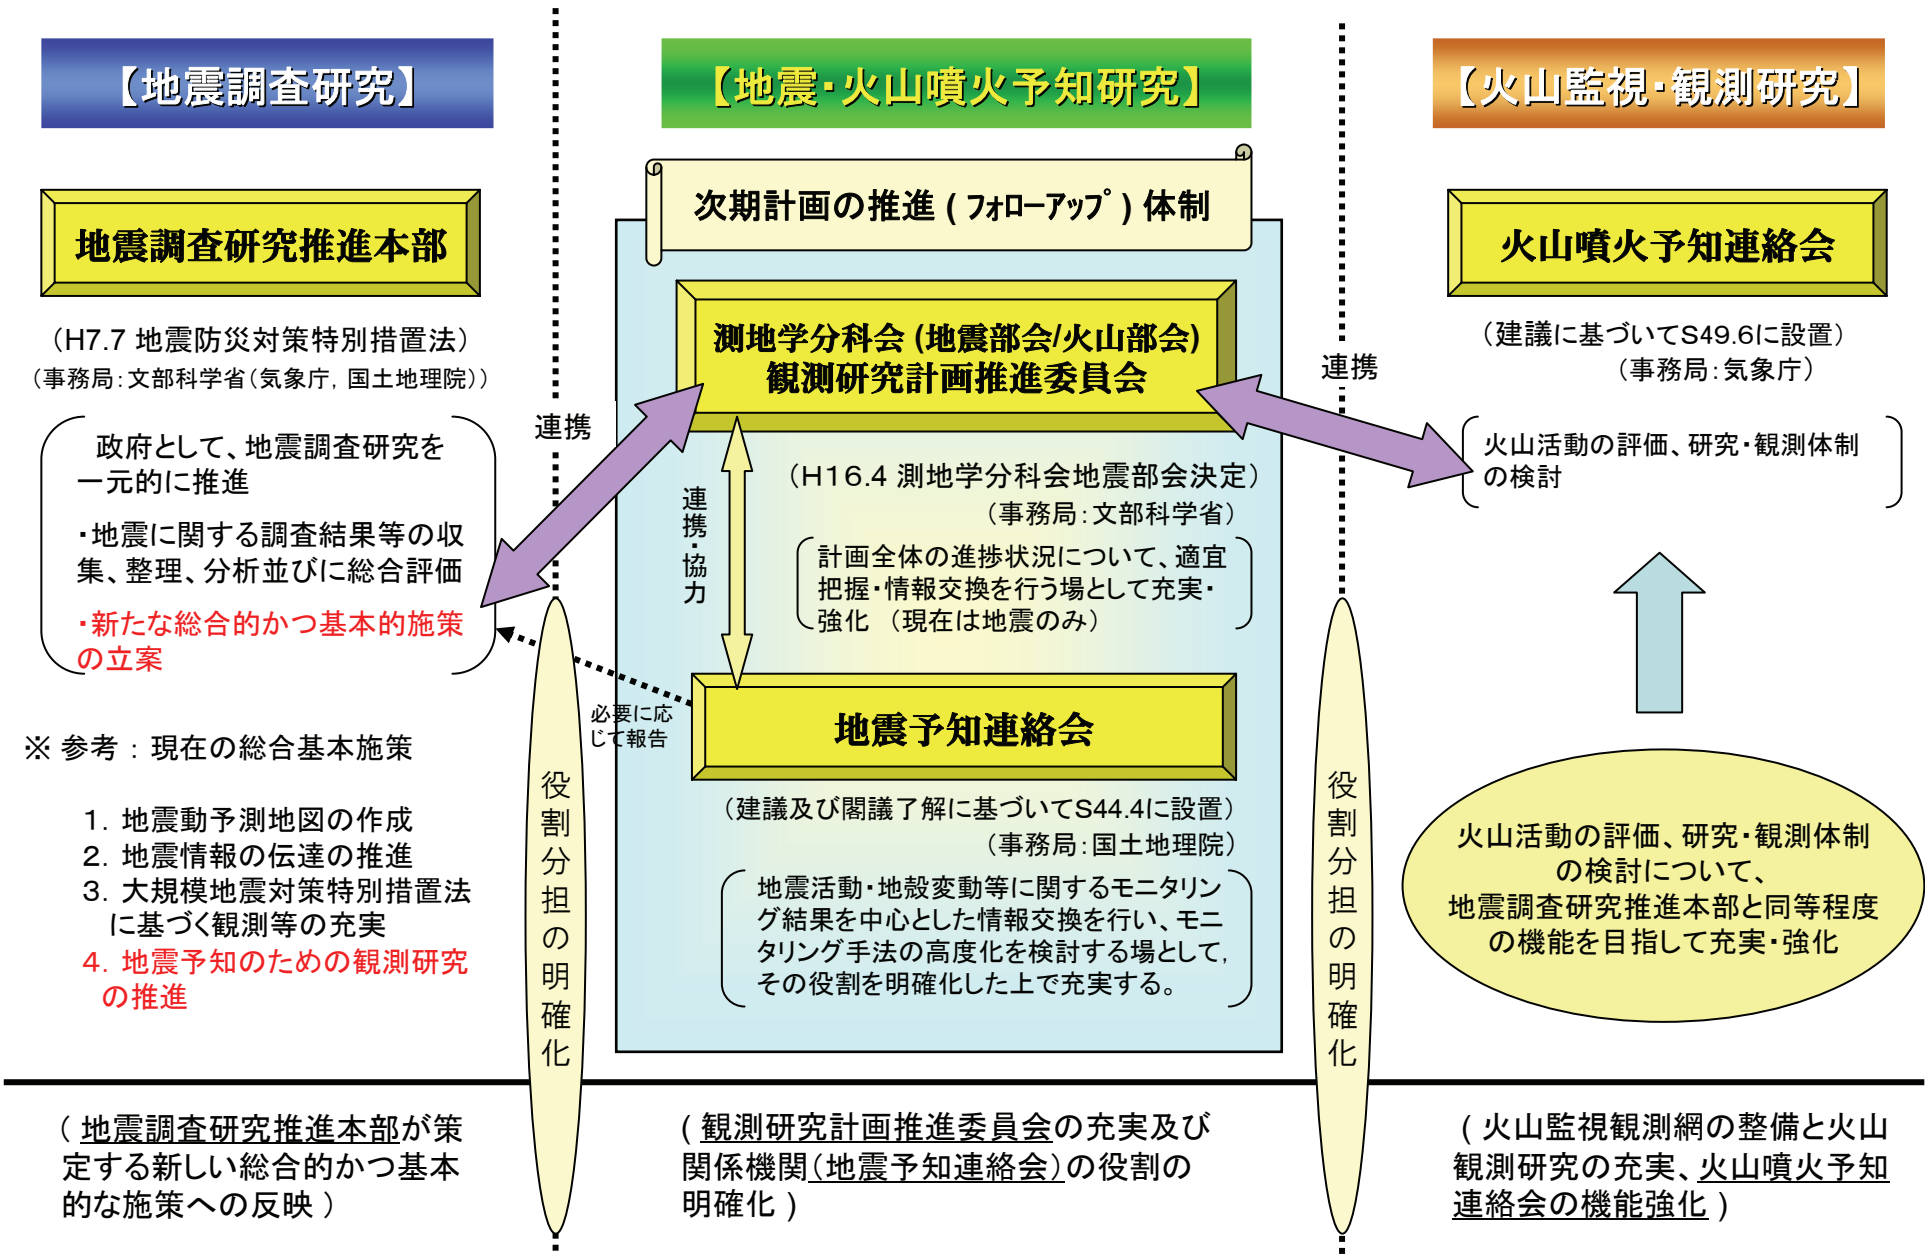 【地震調査研究】
地震調査研究推進本部
（H7.7 地震防災対策特別措置法）
（事務局：文部科学省（気象庁，国土地理院））
政府として、地震調査研究を
一元的に推進
・地震に関する調査結果等の収
集、整理、分析並びに総合評価
・新たな総合的かつ基本的施策
の立案
※ 参考 ： 現在の総合基本施策
1．地震動予測地図の作成
2．地震情報の伝達の推進
3．大規模地震対策特別措置法
に基づく観測等の充実
4．地震予知のための観測研究
の推進
（ 地震調査研究推進本部が策
定する新しい総合的かつ基本
的な施策への反映 ）
連携
役割分担の明確化
【地震・火山噴火予知研究】
次期計画の推進 ( フォローアップ ) 体制
測地学分科会 (地震部会/火山部会)
観測研究計画推進委員会
（H16.4 測地学分科会地震部会決定）
（事務局：文部科学省）
計画全体の進捗状況について、適宜
把握・情報交換を行う場として充実・
強化 （現在は地震のみ）
連携・協力
必要に応
じて報告
地震予知連絡会
（建議及び閣議了解に基づいてS44.4に設置）
（事務局：国土地理院）
地震活動・地殻変動等に関するモニタリン
グ結果を中心とした情報交換を行い、モニ
タリング手法の高度化を検討する場として，
その役割を明確化した上で充実する。
( 観測研究計画推進委員会の充実及び
関係機関（地震予知連絡会）の役割の
明確化 )
連携
役割分担の明確化
【火山監視・観測研究】
火山噴火予知連絡会
（建議に基づいてS49.6に設置）
（事務局：気象庁）
火山活動の評価、研究・観測体制
の検討
火山活動の評価、研究・観測体制
の検討について、
地震調査研究推進本部と同等程度
の機能を目指して充実・強化
( 火山監視観測網の整備と火山
観測研究の充実、火山噴火予知
連絡会の機能強化 )